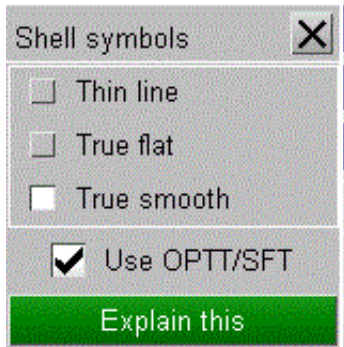 Shell symbols
Thin line
True flat
True smooth
Use OPTT/SFT
Explain this